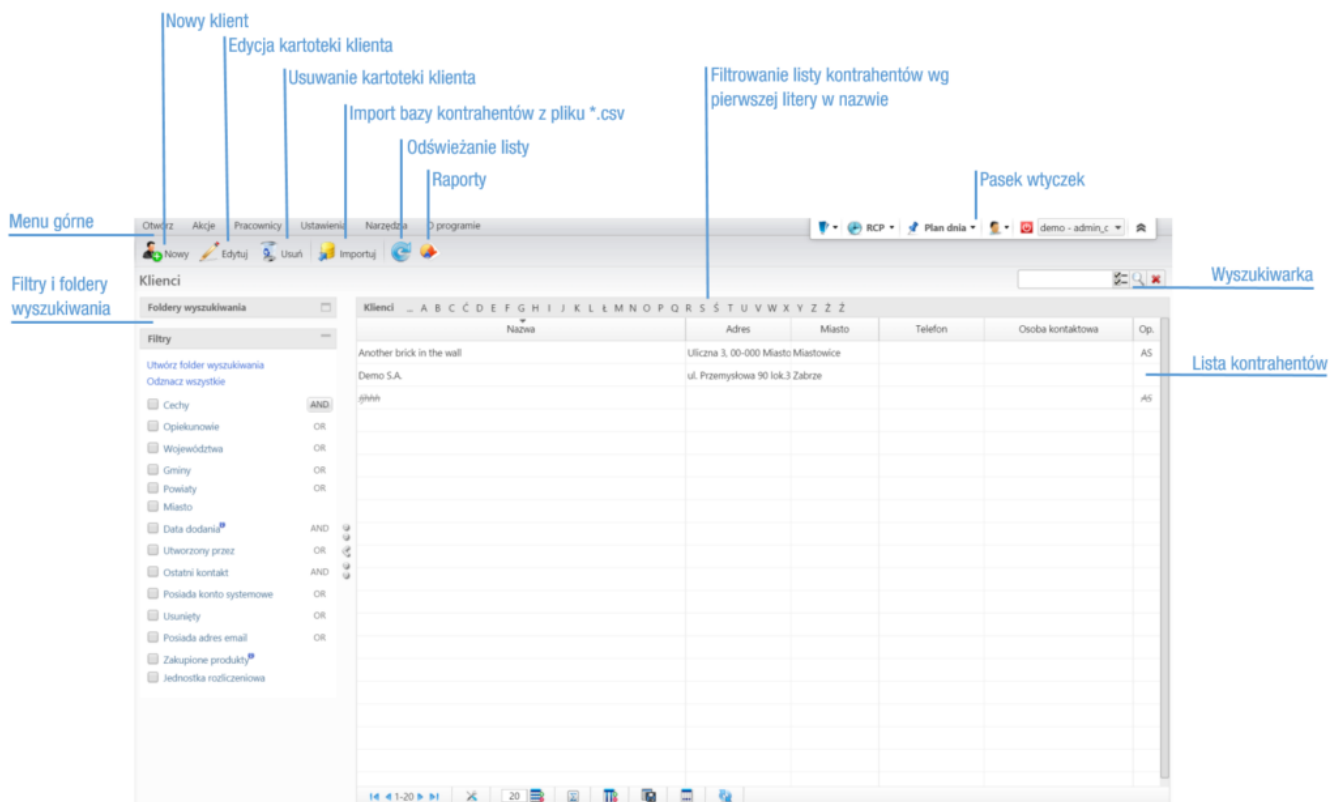 Nowy klient
Edycja kartoteki klienta
Usuwanie kartoteki klienta
Filtrowanie listy kontrahentów wg
pierwszej litery w nazwie
Import bazy kontrahentów z pliku *.csv
Odświeżanie listy
Raporty
Pasek wtyczek
Menu górne
Otwórz Akcje Pracownicy Ustawienia Narzędzia O programie
RCP Plan dnia demo - admin_c
Nowy Edytuj Usuń Importuj
Klienci
Wyszukiwarka
Filtry i foldery
wyszukiwania
Foldery wyszukiwania
Klienci _ A B C Ć D E F G H I J K L Ł M N O P Q R S Ś T U V W X Y Z Ż Ź
Filtry
Nazwa Adres Miasto Telefon Osoba kontaktowa Op.
Another brick in the wall Uliczna 3, 00-000 Miasto Miastowice AS
Demo S.A. ul. Przemysłowa 90 lok.3 Zabrze
AS
Lista kontrahentów
Utwórz folder wyszukiwania
Odznacz wszystkie
Cechy AND
Opiekunowie OR
Województwa OR
Gminy OR
Powiaty OR
Miasto
Data dodania AND
Utworzony przez OR
Ostatni kontakt AND
Posiada konto systemowe OR
Usunięty OR
Posiada adres email OR
Zakupione produkty
Jednostka rozliczeniowa
1-20 20